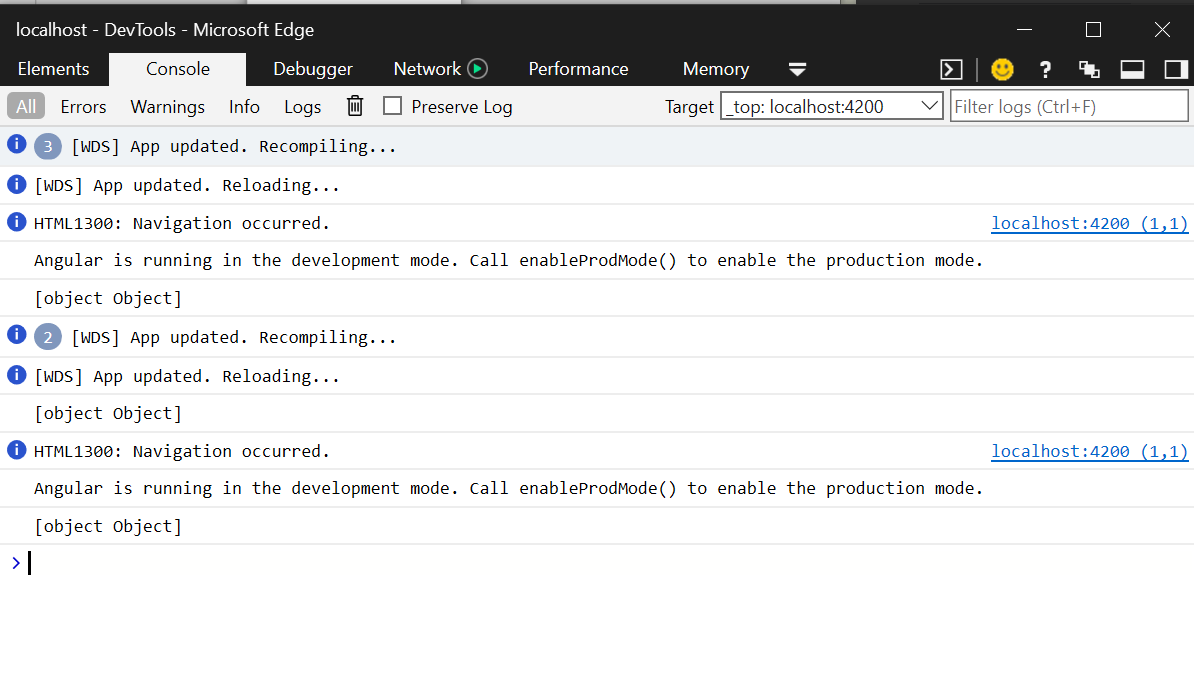 localhost - DevTools - Microsoft Edge
Elements Console Debugger Network Performance Memory ?
All Errors Warnings Info Logs Preserve Log Target _top: localhost:4200 Filter logs (Ctrl+F)
3 [WDS] App updated. Recompiling...
[WDS] App updated. Reloading...
HTML1300: Navigation occurred. localhost:4200 (1,1)
Angular is running in the development mode. Call enableProdMode() to enable the production mode.
[object Object]
2 [WDS] App updated. Recompiling...
[WDS] App updated. Reloading...
[object Object]
HTML1300: Navigation occurred. localhost:4200 (1,1)
Angular is running in the development mode. Call enableProdMode() to enable the production mode.
[object Object]
>